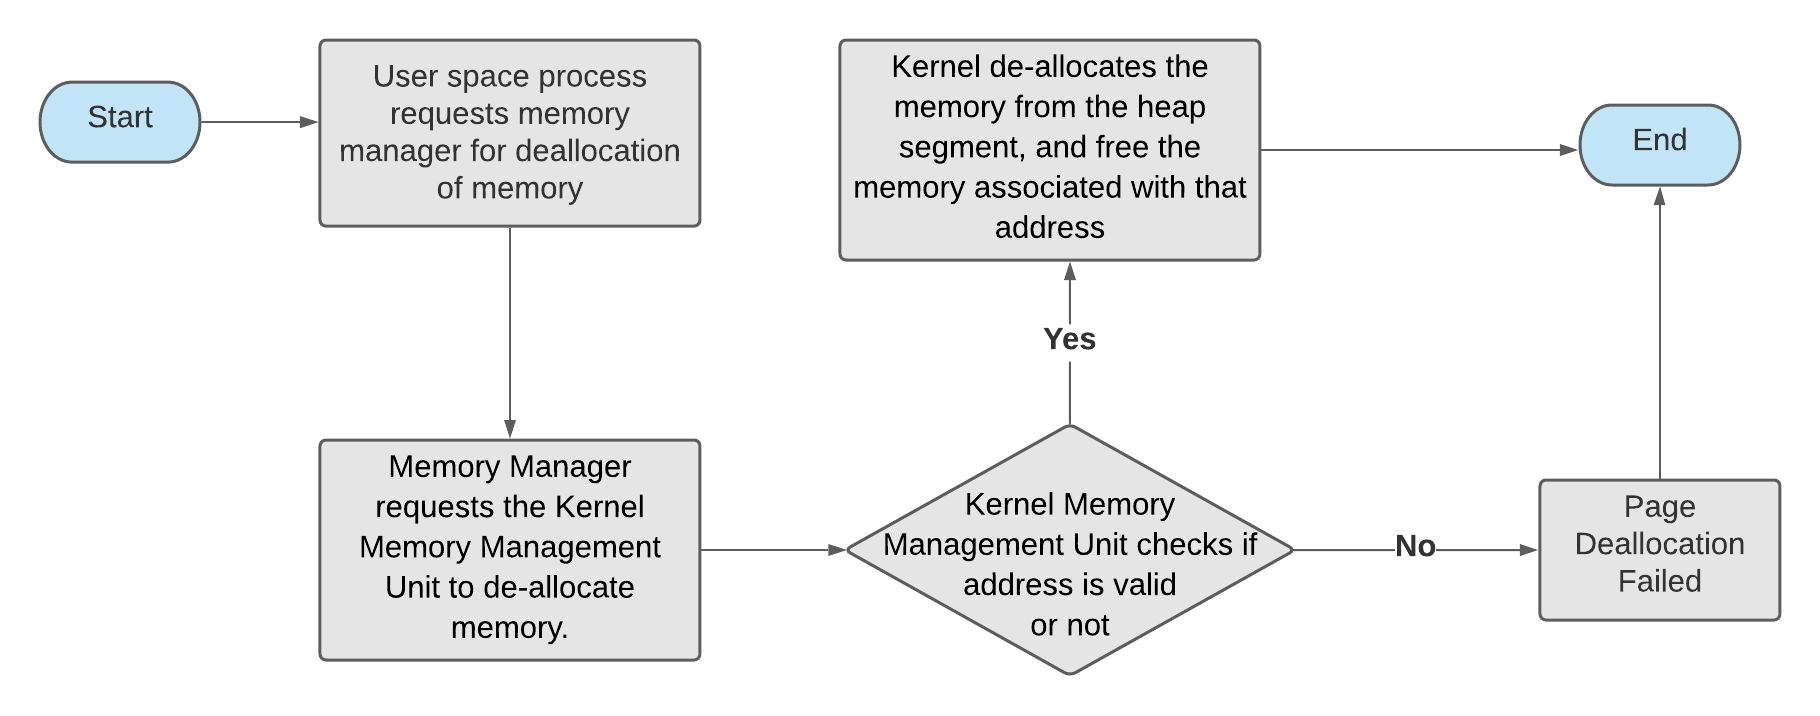 Start
User space process
requests memory
manager for deallocation
of memory
Memory Manager
requests the Kernel
Memory Management
Unit to de-allocate
memory.
Kernel Memory
Management Unit checks if
address is valid
or not
Yes
Kernel de-allocates the
memory from the heap
segment, and free the
memory associated with that
address
No
Page
Deallocation
Failed
End